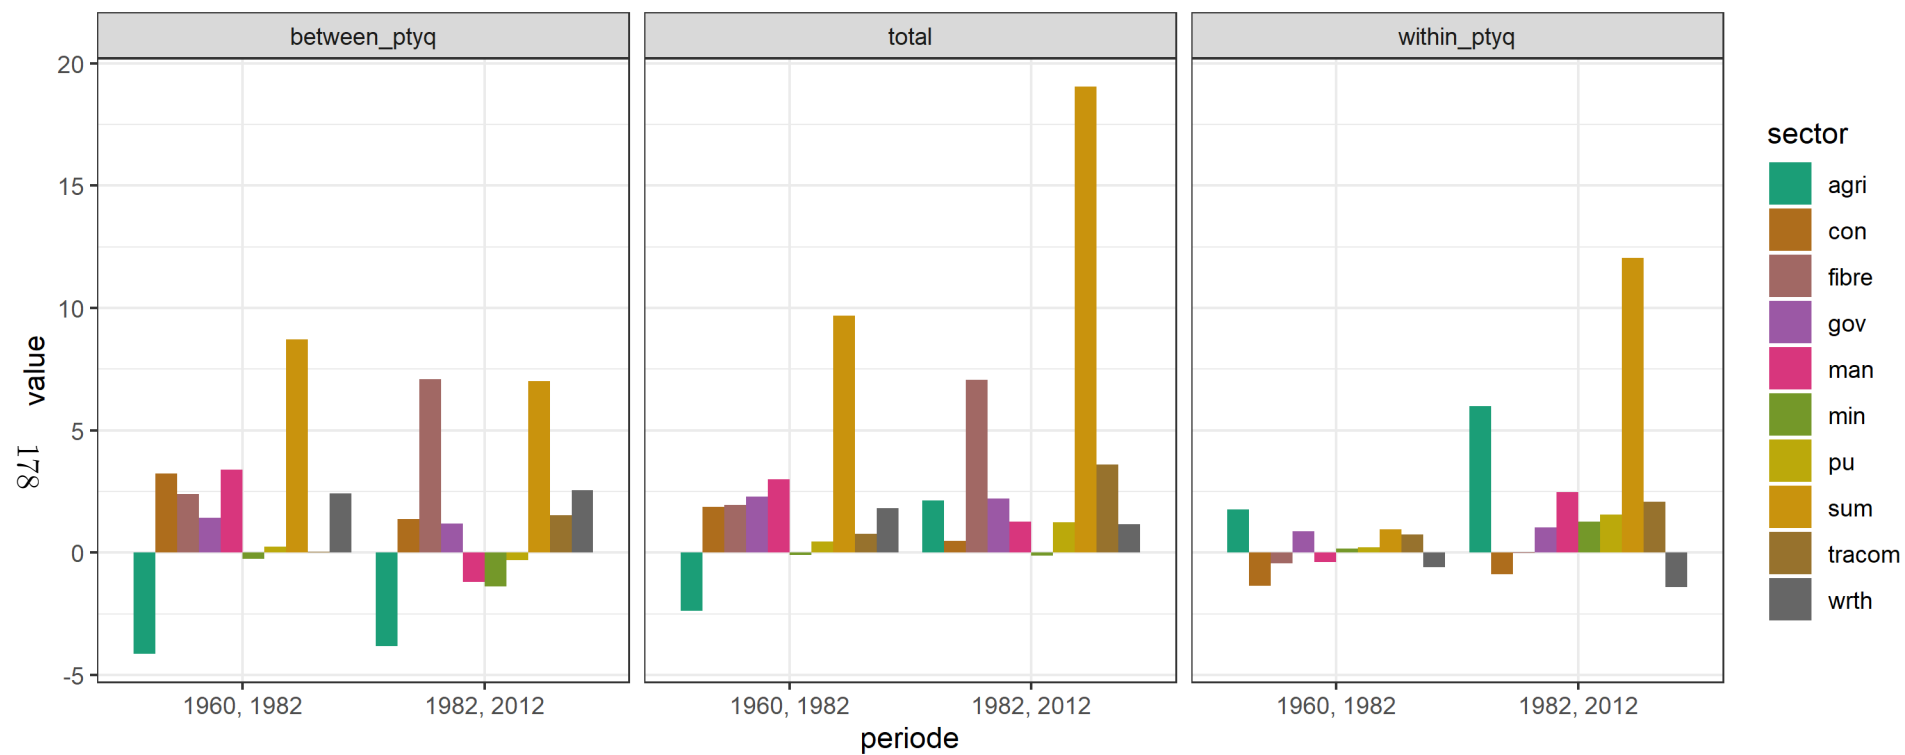 between_ptyq
total
within_ptyq
20
15
10
5
0
-5
value
178
1960, 1982
1982, 2012
1960, 1982
1982, 2012
1960, 1982
1982, 2012
periode
sector
agri
con
fibre
gov
man
min
pu
sum
tracom
wrth